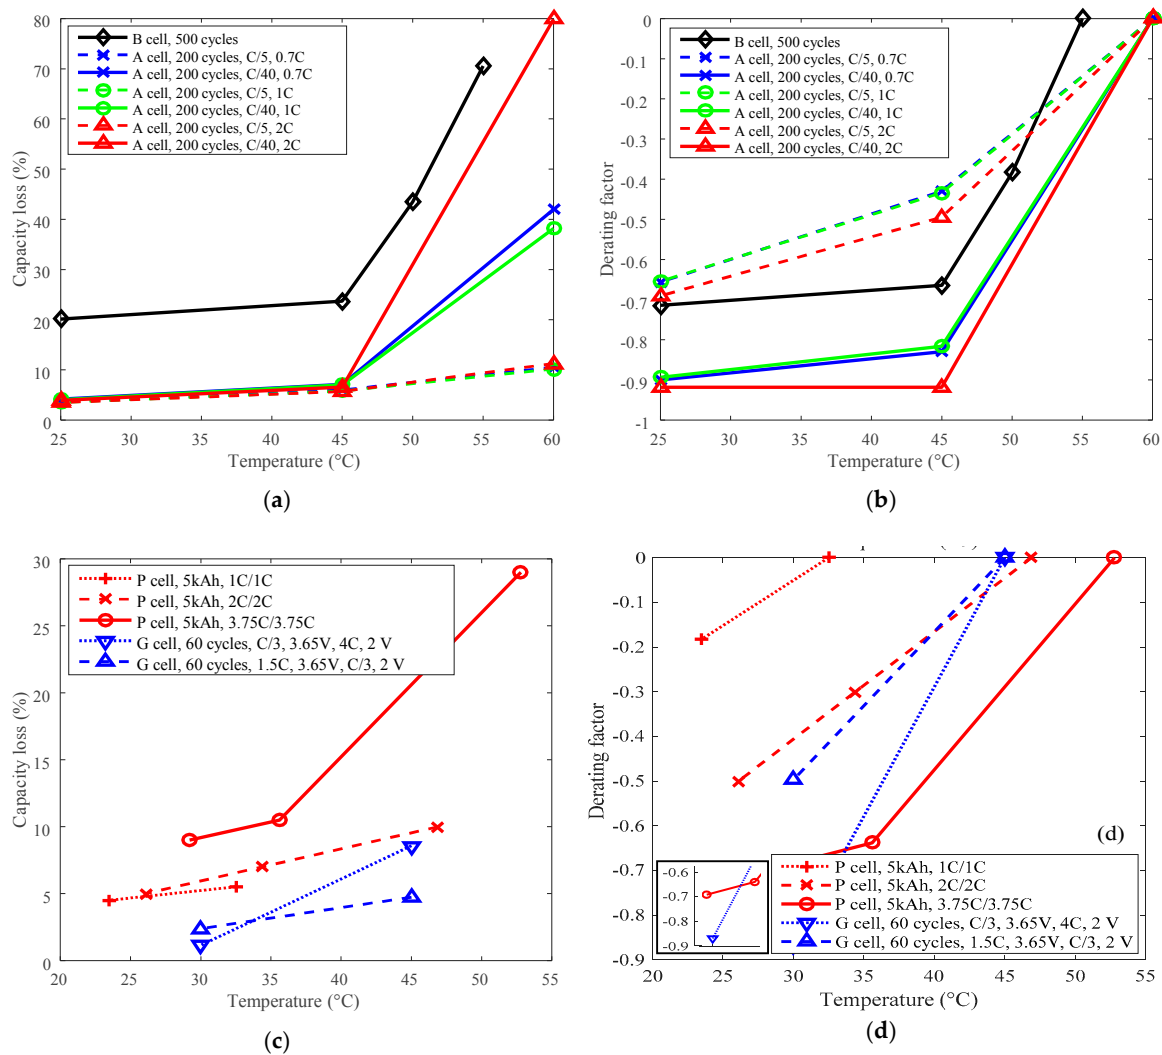 80
70
60
50
40
30
20
10
0
Capacity loss (%)
B cell, 500 cycles
A cell, 200 cycles, C/5, 0.7C
A cell, 200 cycles, C/40, 0.7C
A cell, 200 cycles, C/5, 1C
A cell, 200 cycles, C/40, 1C
A cell, 200 cycles, C/5, 2C
A cell, 200 cycles, C/40, 2C
25 30 35 40 45 50 55 60
Temperature (°C)
(a)
0
-0.1
-0.2
-0.3
-0.4
-0.5
-0.6
-0.7
-0.8
-0.9
-1
Derating factor
B cell, 500 cycles
A cell, 200 cycles, C/5, 0.7C
A cell, 200 cycles, C/40, 0.7C
A cell, 200 cycles, C/5, 1C
A cell, 200 cycles, C/40, 1C
A cell, 200 cycles, C/5, 2C
A cell, 200 cycles, C/40, 2C
25 30 35 40 45 50 55 60
Temperature (°C)
(b)
30
25
20
15
10
5
0
Capacity loss (%)
P cell, 5kAh, 1C/1C
P cell, 5kAh, 2C/2C
P cell, 5kAh, 3.75C/3.75C
G cell, 60 cycles, C/3, 3.65V, 4C, 2 V
G cell, 60 cycles, 1.5C, 3.65V, C/3, 2 V
20 25 30 35 40 45 50 55
Temperature (°C)
(c)
0
-0.1
-0.2
-0.3
-0.4
-0.5
-0.6
-0.7
-0.8
-0.9
Derating factor
(d)
P cell, 5kAh, 1C/1C
P cell, 5kAh, 2C/2C
P cell, 5kAh, 3.75C/3.75C
G cell, 60 cycles, C/3, 3.65V, 4C, 2 V
G cell, 60 cycles, 1.5C, 3.65V, C/3, 2 V
-0.6
-0.7
-0.8
-0.9
20 25 30 35 40 45 50 55
Temperature (°C)
(d)